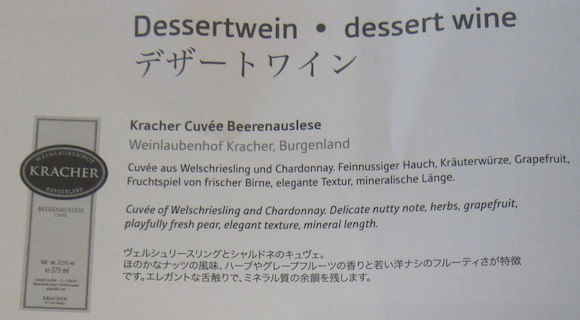 Dessertwein • dessert wine
デザートワイン
Kracher Cuvée Beerenauslese
Weinlaubenhof Kracher, Burgenland
Cuvée aus Welschriesling und Chardonnay. Feinnussiger Hauch, Kräuterwürze, Grapefruit,
Fruchtspiel von frischer Birne, elegante Textur, mineralische Länge.
Cuvée of Welschriesling and Chardonnay. Delicate nutty note, herbs, grapefruit,
playfully fresh pear, elegant texture, mineral length.
ヴェルシュリースリングとシャルドネのキュヴェ。
ほのかなナッツの風味、ハーブやグレープフルーツの香りと若い洋ナシのフルーティさが特徴
です。エレガントな舌触りで、ミネラル質の余韻を残します。
WEINLAUBENHOF
KRACHER
BURGENLAND
BEERENAUSLESE
CUVÉE
e 375 ml
KRACHER